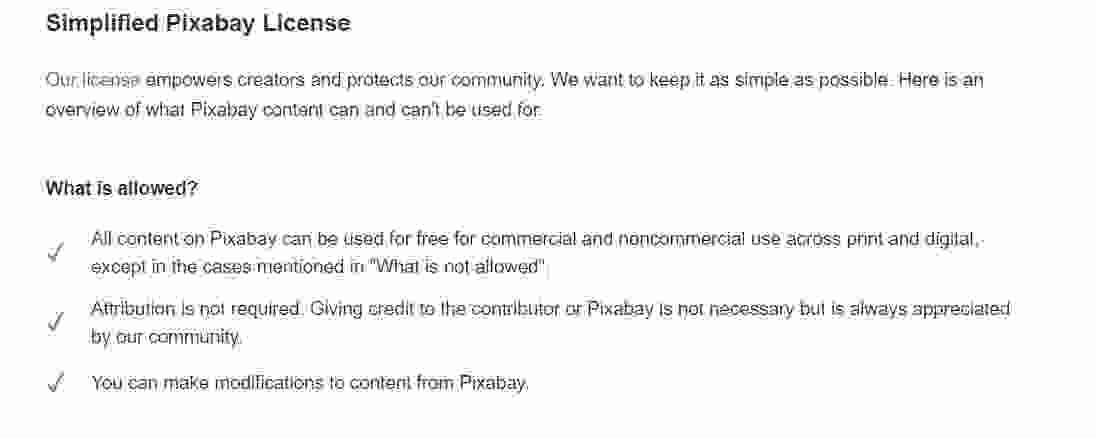 Simplified Pixabay License
Our license empowers creators and protects our community. We want to keep it as simple as possible. Here is an
overview of what Pixabay content can and can't be used for.
What is allowed?
All content on Pixabay can be used for free for commercial and noncommercial use across print and digital,
except in the cases mentioned in "What is not allowed".
Attribution is not required. Giving credit to the contributor or Pixabay is not necessary but is always appreciated
by our community.
You can make modifications to content from Pixabay.